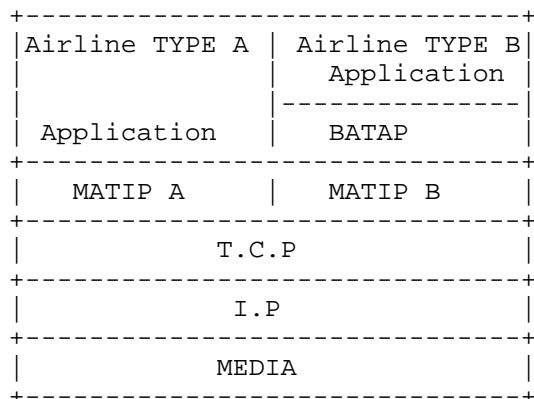 +-------------------------------+
|Airline TYPE A | Airline TYPE B|
|               |  Application  |
|               |---------------|
| Application   |   BATAP       |
+-------------------------------+
|   MATIP A     |   MATIP B     |
+-------------------------------+
|            T.C.P              |
+-------------------------------+
|             I.P               |
+-------------------------------+
|            MEDIA              |
+-------------------------------+